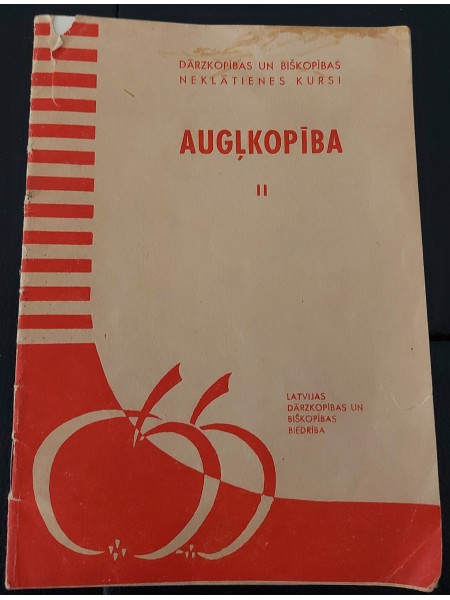 DĀRZKOPĪBAS UN BIŠKOPĪBAS
NEKLĀTIENES KURSI
AUGĻKOPĪBA
II
LATVIJAS
DĀRZKOPĪBAS UN
BIŠKOPĪBAS
BIEDRĪBA